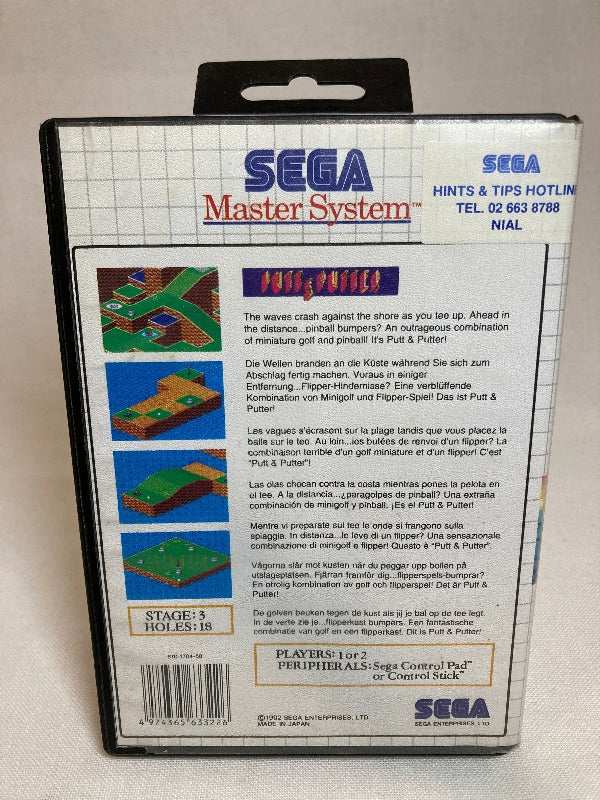 SEGA
Master System™
SEGA
HINTS & TIPS HOTLIN
TEL. 02 663 8788
NIAL
PUTT & PUTTER
The waves crash against the shore as you tee up. Ahead in
the distance...pinball bumpers? An outrageous combination
of miniature golf and pinball! It's Putt & Putter!
Die Wellen branden an die Küste während Sie sich zum
Abschlag fertig machen. Voraus in einiger
Entfernung...Flipper-Hindernisse? Eine verblüffende
Kombination von Minigolf und Flipper-Spiel! Das ist Putt &
Putter!
Les vagues s'écrasent sur la plage tandis que vous placez la
balle sur le tee. Au loin...les butées de renvoi d'un flipper? La
combinaison terrible d'un golf miniature et d'un flipper! C'est
"Putt & Putter"!
Las olas chocan contra la costa mientras pones la pelota en
el tee. A la distancia...¿paragolpes de pinball? Una extraña
combinación de minigolf y pinball. ¡Es el Putt & Putter!
Mentre vi preparate sul tee le onde si frangono sulla
spiaggia. In distanza...le leve di un flipper? Una sensazionale
combinazione di minigolf e flipper! Questo è "Putt & Putter".
Vågorna slår mot kusten när du peggar upp bollen på
utslagsplatsen. Fjärran framför dig...flipperspels-bumprar?
En otrolig kombination av golf och flipperspel! Det är Putt &
Putter!
De golven beuken tegen de kust als jij je bal op de tee legt.
In de verte zie je...flipperkast bumpers. Een fantastische
combinatie van golf en een flipperkast. Dit is Putt & Putter!
STAGE: 3
HOLES: 18
PLAYERS: 1 or 2
PERIPHERALS: Sega Control Pad™
or Control Stick™
4 974365 633226
©1992 SEGA ENTERPRISES, LTD.
MADE IN JAPAN
SEGA
SEGA ENTERPRISES, LTD.